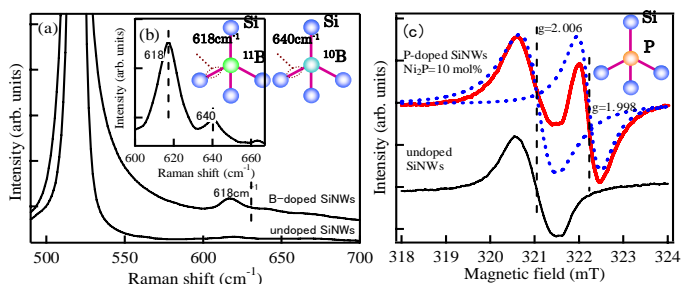 (a)
Intensity (arb. units)
618cm⁻¹
B-doped SiNWs
undoped SiNWs
500
550
600
650
700
Raman shift (cm⁻¹)
(b)
Si
Si
618cm⁻¹
640cm⁻¹
¹¹B
¹⁰B
618
640
Intensity (arb. units)
600
620
640
660
Raman shift (cm⁻¹)
(c)
Si
P
g=2.006
P-doped SiNWs
Ni₂P=10 mol%
g=1.998
undoped
SiNWs
Intensity (arb. units)
318
319
320
321
322
323
324
Magnetic field (mT)